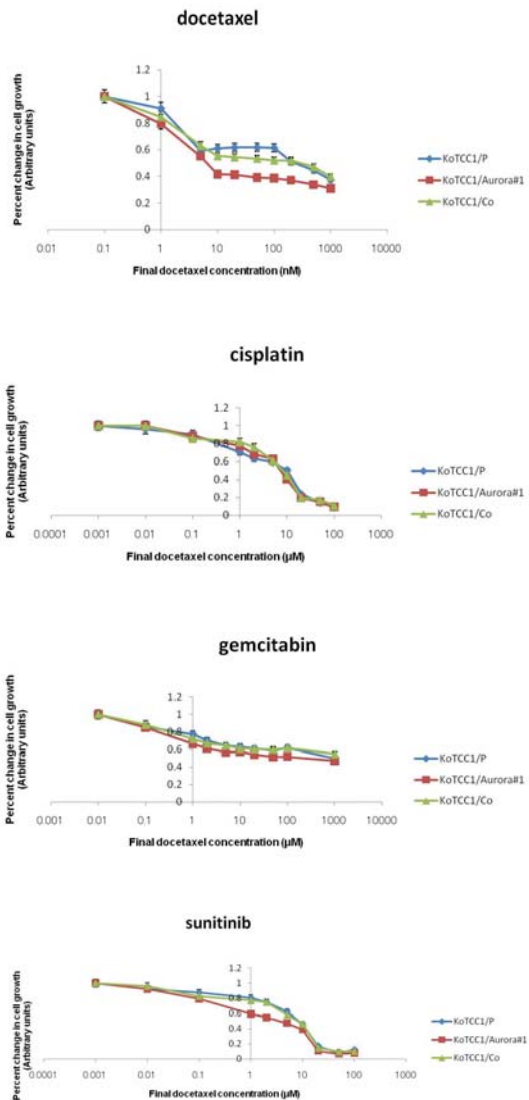 docetaxel
Percent change in cell growth
(Arbitrary units)
1.2
1
0.8
0.6
0.4
0.2
0
0.01 0.1 1 10 100 1000 10000
Final docetaxel concentration (nM)
KoTCC1/P
KoTCC1/Aurora#1
KoTCC1/Co
cisplatin
Percent change in cell growth
(Arbitrary units)
1.2
1
0.8
0.6
0.4
0.2
0
0.0001 0.001 0.01 0.1 1 10 100 1000
Final docetaxel concentration (µM)
KoTCC1/P
KoTCC1/Aurora#1
KoTCC1/Co
gemcitabin
Percent change in cell growth
(Arbitrary units)
1.2
1
0.8
0.6
0.4
0.2
0
0.001 0.01 0.1 1 10 100 1000 10000
Final docetaxel concentration (µM)
KoTCC1/P
KoTCC1/Aurora#1
KoTCC1/Co
sunitinib
Percent change in cell growth
(Arbitrary units)
1.2
1
0.8
0.6
0.4
0.2
0
0.0001 0.001 0.01 0.1 1 10 100 1000
Final docetaxel concentration (µM)
KoTCC1/P
KoTCC1/Aurora#1
KoTCC1/Co